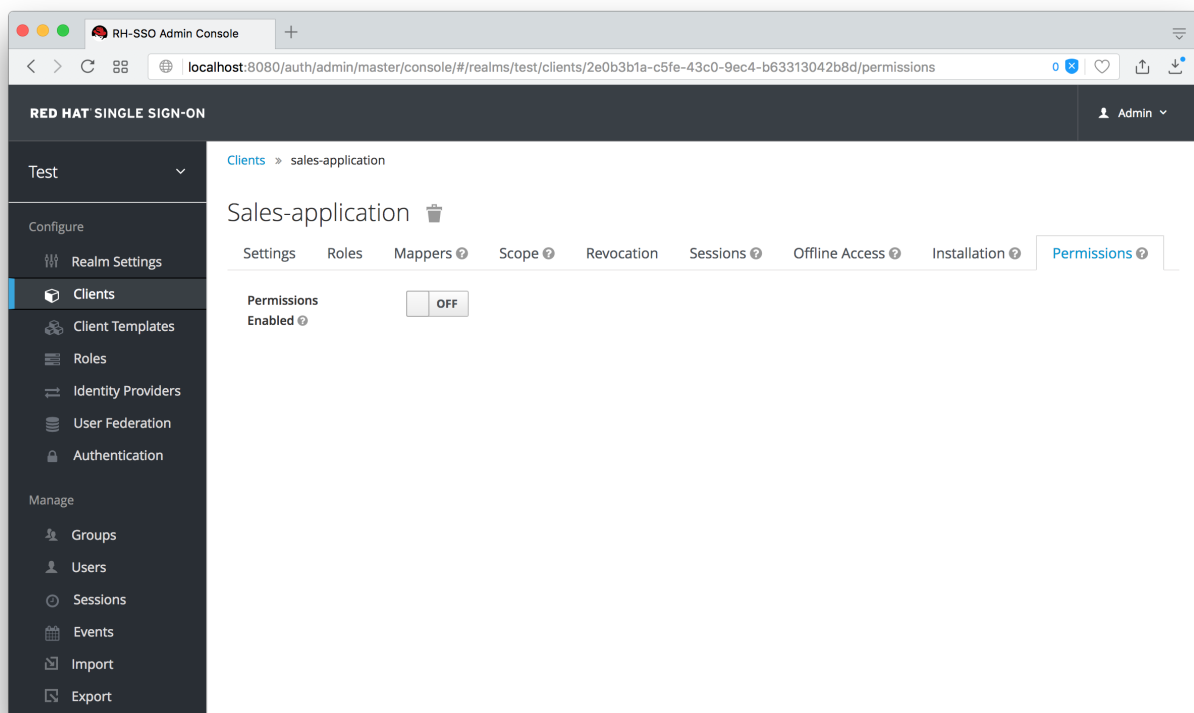 RH-SSO Admin Console
localhost:8080/auth/admin/master/console/#/realms/test/clients/2e0b3b1a-c5fe-43c0-9ec4-b63313042b8d/permissions 0
RED HAT SINGLE SIGN-ON
Admin
Test
Clients » sales-application
Sales-application
Configure
Settings Roles Mappers Scope Revocation Sessions Offline Access Installation Permissions
Realm Settings
Clients
Client Templates
Roles
Identity Providers
User Federation
Authentication
Permissions
Enabled
OFF
Manage
Groups
Users
Sessions
Events
Import
Export